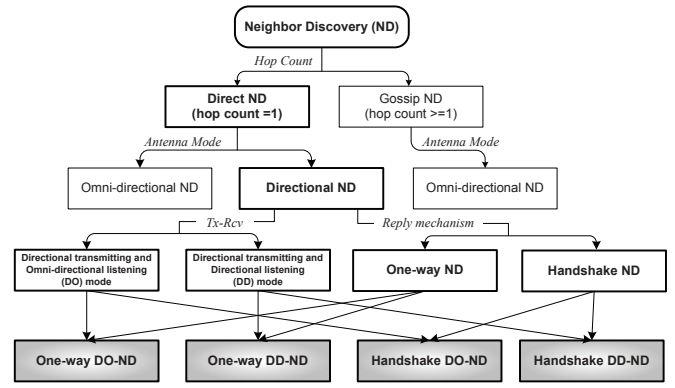 Neighbor Discovery (ND)
Hop Count
Direct ND
(hop count =1)
Gossip ND
(hop count >=1)
Antenna Mode
Antenna Mode
Omni-directional ND
Directional ND
Omni-directional ND
Tx-Rcv
Reply mechanism
Directional transmitting and
Omni-directional listening
(DO) mode
Directional transmitting and
Directional listening
(DD) mode
One-way ND
Handshake ND
One-way DO-ND
One-way DD-ND
Handshake DO-ND
Handshake DD-ND